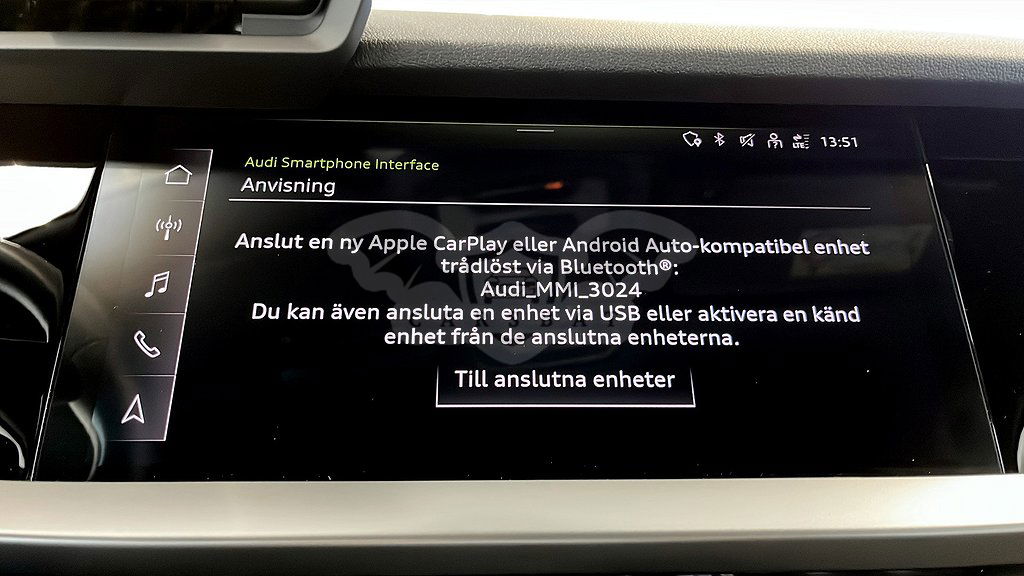 LTE 13:51
Audi Smartphone Interface
Anvisning
Anslut en ny Apple CarPlay eller Android Auto-kompatibel enhet
trådlöst via Bluetooth®:
Audi_MMI_3024
Du kan även ansluta en enhet via USB eller aktivera en känd
enhet från de anslutna enheterna.
Till anslutna enheter